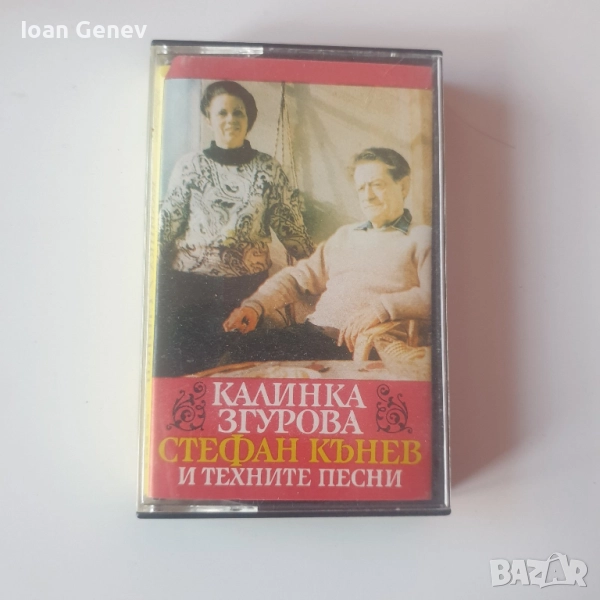 Ioan Genev
КАЛИНКА
ЗГУРОВА
СТЕФАН КЪНЕВ
И ТЕХНИТЕ ПЕСНИ
BAZAR